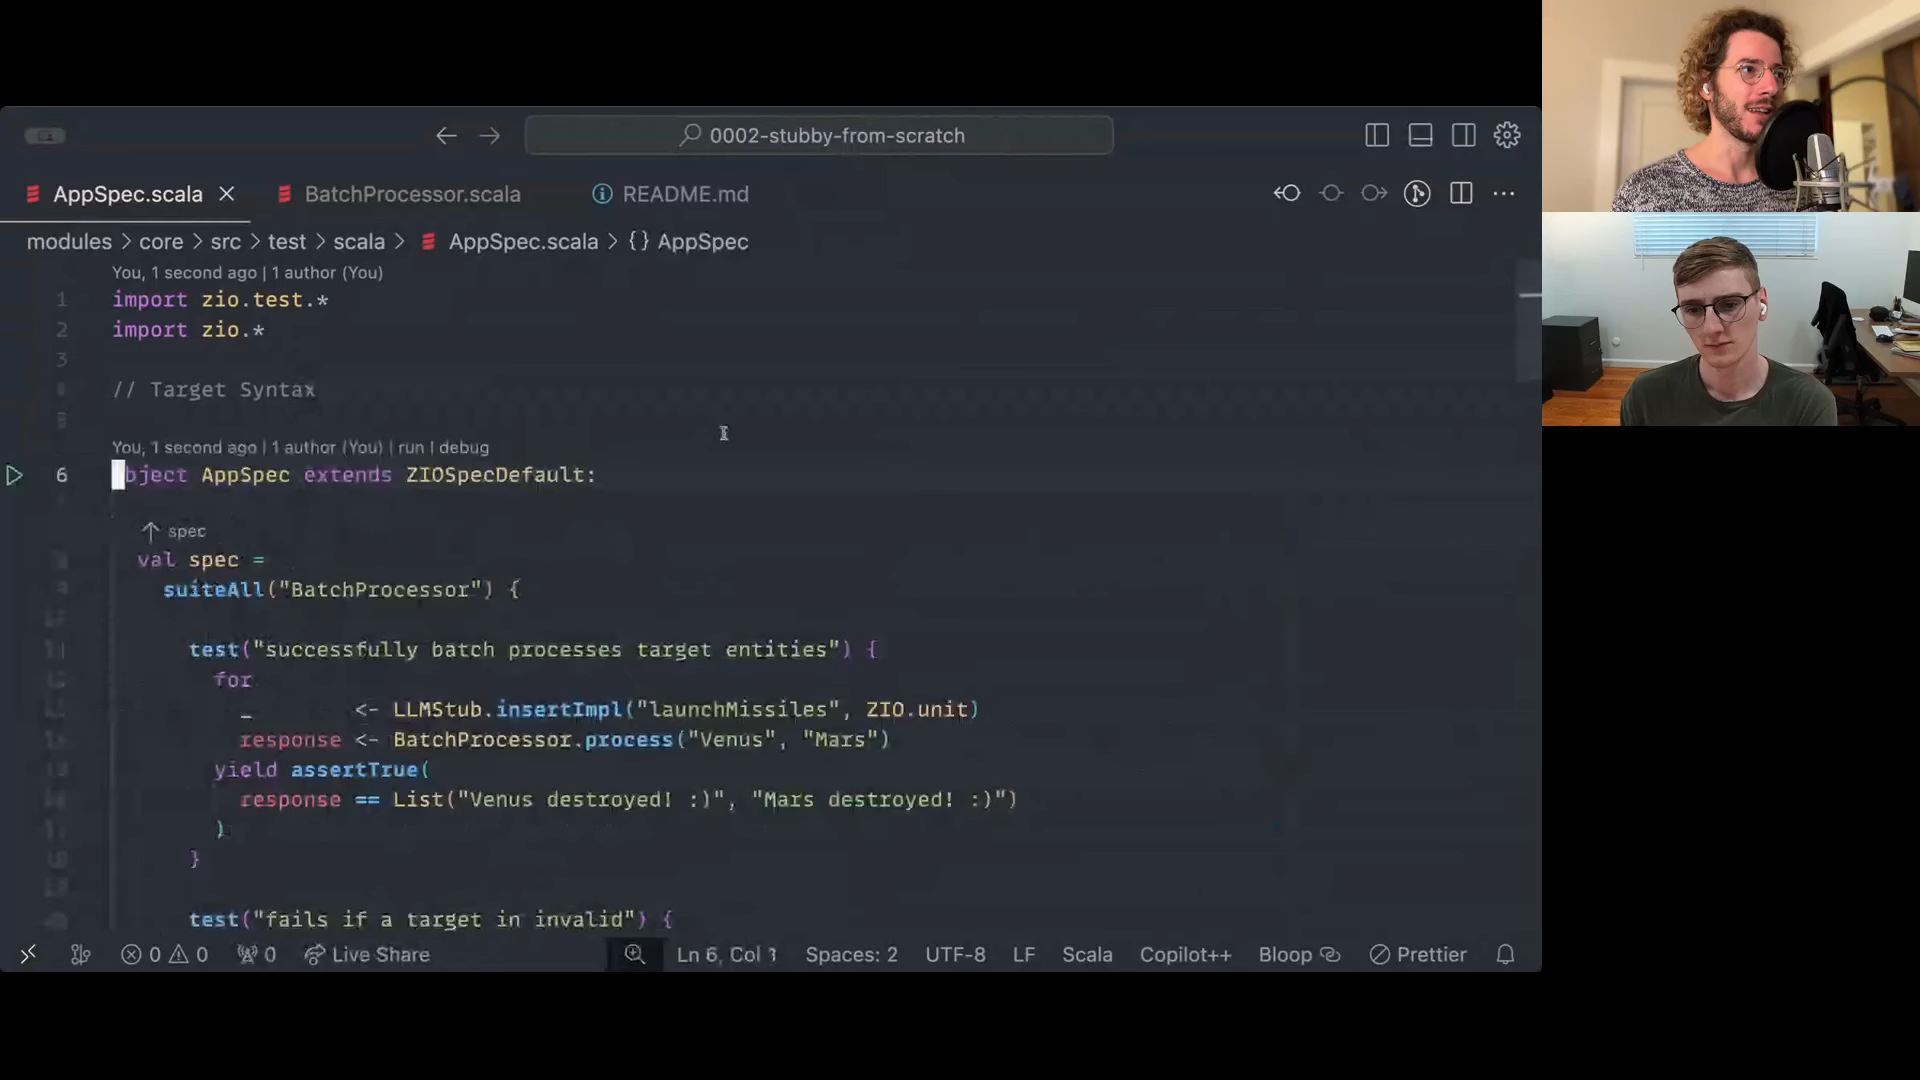 0002-stubby-from-scratch
AppSpec.scala
BatchProcessor.scala
README.md
modules > core > src > test > scala > AppSpec.scala > {} AppSpec
You, 1 second ago | 1 author (You)
1 import zio.test.*
2 import zio.*
3
// Target Syntax
You, 1 second ago | 1 author (You) | run | debug
6 object AppSpec extends ZIOSpecDefault:
↑ spec
val spec =
suiteAll("BatchProcessor") {
test("successfully batch processes target entities") {
for
_ <- LLMStub.insertImpl("launchMissiles", ZIO.unit)
response <- BatchProcessor.process("Venus", "Mars")
yield assertTrue(
response == List("Venus destroyed! :)", "Mars destroyed! :)")
)
}
test("fails if a target in invalid") {
0 0 0 Live Share Ln 6, Col 1 Spaces: 2 UTF-8 LF Scala Copilot++ Bloop Prettier